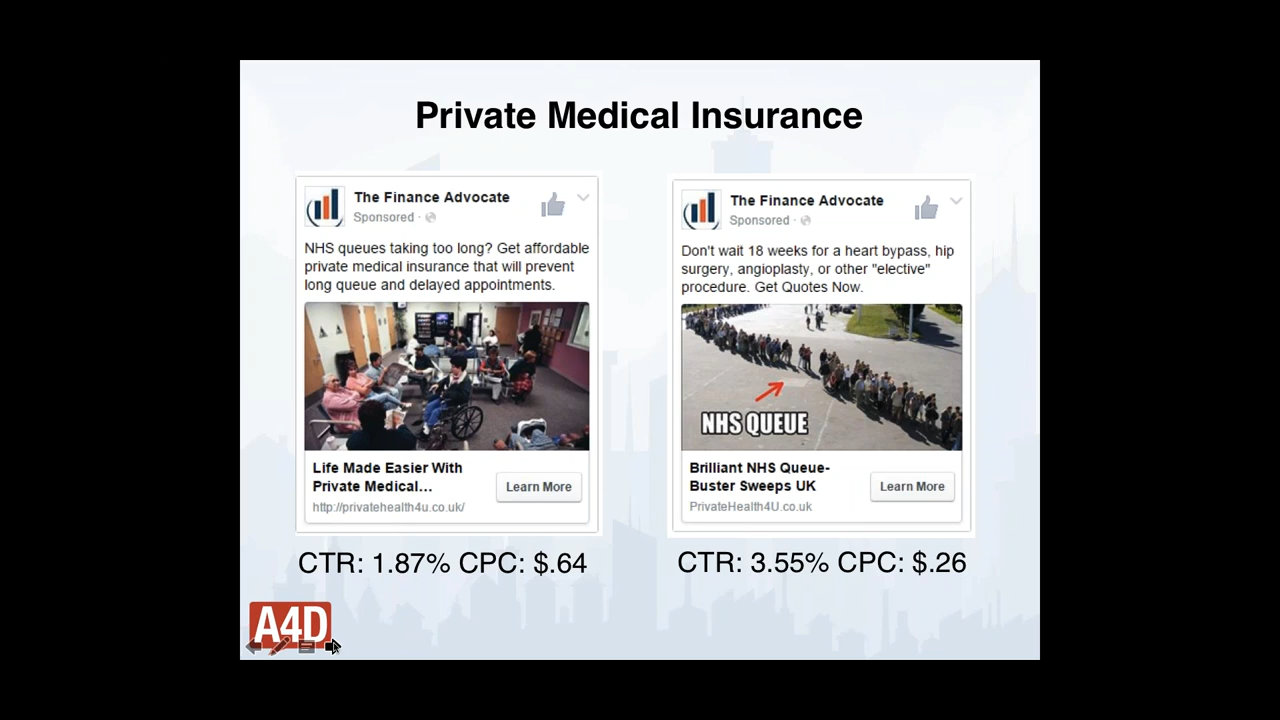 Private Medical Insurance
The Finance Advocate
Sponsored ·
NHS queues taking too long? Get affordable
private medical insurance that will prevent
long queue and delayed appointments.
Life Made Easier With
Private Medical...
Learn More
http://privatehealth4u.co.uk/
CTR: 1.87% CPC: $.64
The Finance Advocate
Sponsored ·
Don't wait 18 weeks for a heart bypass, hip
surgery, angioplasty, or other "elective"
procedure. Get Quotes Now.
NHS QUEUE
Brilliant NHS Queue-
Buster Sweeps UK
Learn More
PrivateHealth4U.co.uk
CTR: 3.55% CPC: $.26
A4D